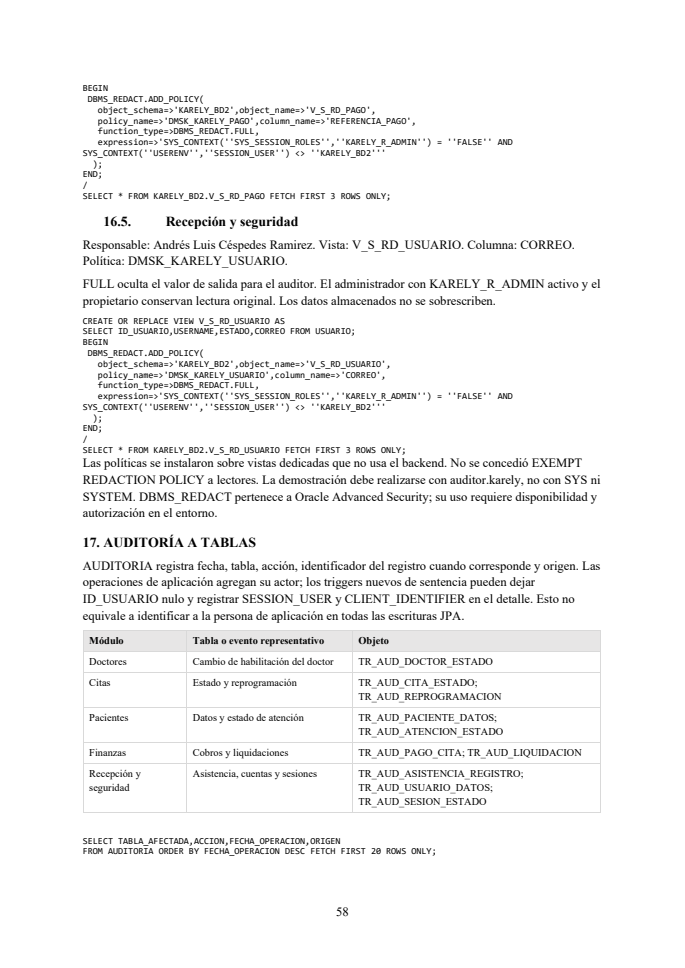 BEGIN
DBMS_REDACT.ADD_POLICY(
object_schema=>'KARELY_BD2',object_name=>'V_S_RD_PAGO',
policy_name=>'DMSK_KARELY_PAGO',column_name=>'REFERENCIA_PAGO',
function_type=>DBMS_REDACT.FULL,
expression=>'SYS_CONTEXT(''SYS_SESSION_ROLES'',''KARELY_R_ADMIN'') = ''FALSE'' AND
SYS_CONTEXT(''USERENV'',''SESSION_USER'') <> ''KARELY_BD2'''
);
END;
/
SELECT * FROM KARELY_BD2.V_S_RD_PAGO FETCH FIRST 3 ROWS ONLY;
16.5. Recepción y seguridad
Responsable: Andrés Luis Céspedes Ramirez. Vista: V_S_RD_USUARIO. Columna: CORREO.
Política: DMSK_KARELY_USUARIO.
FULL oculta el valor de salida para el auditor. El administrador con KARELY_R_ADMIN activo y el
propietario conservan lectura original. Los datos almacenados no se sobrescriben.
CREATE OR REPLACE VIEW V_S_RD_USUARIO AS
SELECT ID_USUARIO,USERNAME,ESTADO,CORREO FROM USUARIO;
BEGIN
DBMS_REDACT.ADD_POLICY(
object_schema=>'KARELY_BD2',object_name=>'V_S_RD_USUARIO',
policy_name=>'DMSK_KARELY_USUARIO',column_name=>'CORREO',
function_type=>DBMS_REDACT.FULL,
expression=>'SYS_CONTEXT(''SYS_SESSION_ROLES'',''KARELY_R_ADMIN'') = ''FALSE'' AND
SYS_CONTEXT(''USERENV'',''SESSION_USER'') <> ''KARELY_BD2'''
);
END;
/
SELECT * FROM KARELY_BD2.V_S_RD_USUARIO FETCH FIRST 3 ROWS ONLY;
Las políticas se instalaron sobre vistas dedicadas que no usa el backend. No se concedió EXEMPT
REDACTION POLICY a lectores. La demostración debe realizarse con auditor.karely, no con SYS ni
SYSTEM. DBMS_REDACT pertenece a Oracle Advanced Security; su uso requiere disponibilidad y
autorización en el entorno.
17. AUDITORÍA A TABLAS
AUDITORIA registra fecha, tabla, acción, identificador del registro cuando corresponde y origen. Las
operaciones de aplicación agregan su actor; los triggers nuevos de sentencia pueden dejar
ID_USUARIO nulo y registrar SESSION_USER y CLIENT_IDENTIFIER en el detalle. Esto no
equivale a identificar a la persona de aplicación en todas las escrituras JPA.
Módulo Tabla o evento representativo Objeto
Doctores Cambio de habilitación del doctor TR_AUD_DOCTOR_ESTADO
Citas Estado y reprogramación TR_AUD_CITA_ESTADO;
TR_AUD_REPROGRAMACION
Pacientes Datos y estado de atención TR_AUD_PACIENTE_DATOS;
TR_AUD_ATENCION_ESTADO
Finanzas Cobros y liquidaciones TR_AUD_PAGO_CITA; TR_AUD_LIQUIDACION
Recepción y Asistencia, cuentas y sesiones TR_AUD_ASISTENCIA_REGISTRO;
seguridad TR_AUD_USUARIO_DATOS;
TR_AUD_SESION_ESTADO
SELECT TABLA_AFECTADA,ACCION,FECHA_OPERACION,ORIGEN
FROM AUDITORIA ORDER BY FECHA_OPERACION DESC FETCH FIRST 20 ROWS ONLY;
58